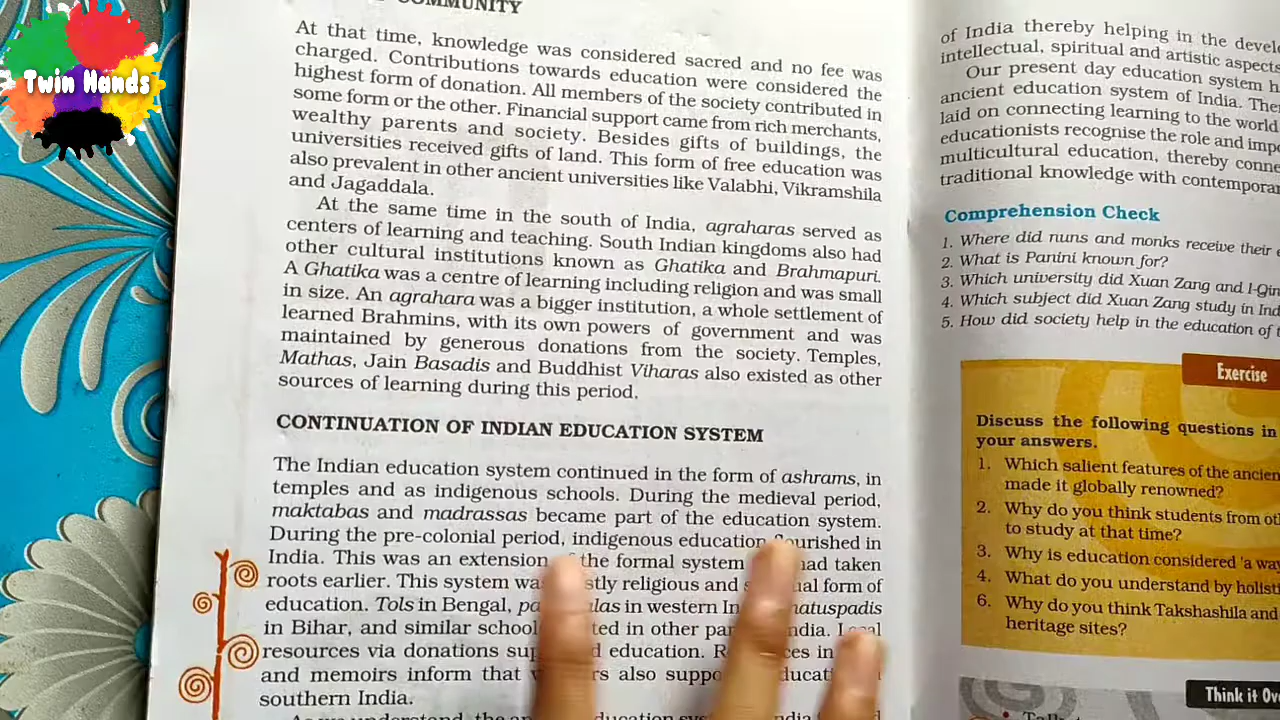 Twin Hands
COMMUNITY
At that time, knowledge was considered sacred and no fee was
charged. Contributions towards education were considered the
highest form of donation. All members of the society contributed in
some form or the other. Financial support came from rich merchants,
wealthy parents and society. Besides gifts of buildings, the
universities received gifts of land. This form of free education was
also prevalent in other ancient universities like Valabhi, Vikramshila
and Jagaddala.
At the same time in the south of India, agraharas served as
centers of learning and teaching. South Indian kingdoms also had
other cultural institutions known as Ghatika and Brahmapuri.
A Ghatika was a centre of learning including religion and was small
in size. An agrahara was a bigger institution, a whole settlement of
learned Brahmins, with its own powers of government and was
maintained by generous donations from the society. Temples,
Mathas, Jain Basadis and Buddhist Viharas also existed as other
sources of learning during this period.
CONTINUATION OF INDIAN EDUCATION SYSTEM
The Indian education system continued in the form of ashrams, in
temples and as indigenous schools. During the medieval period,
maktabas and madrassas became part of the education system.
During the pre-colonial period, indigenous education flourished in
India. This was an extension of the formal system had taken
roots earlier. This system was mostly religious and form of
education. Tols in Bengal, in western
in Bihar, and similar in other India.
resources via donations education. in
and memoirs inform that also
southern India.
of India thereby helping in the
intellectual, spiritual and artistic aspects
Our present day education system
ancient education system of India.
laid on connecting learning to the world
educationists recognise the role and
multicultural education, thereby
traditional knowledge with
Comprehension Check
1. Where did nuns and monks receive their
2. What is Panini known for?
3. Which university did Xuan Zang and
4. Which subject did Xuan Zang study in
5. How did society help in the education of
Exercise
Discuss the following questions in
your answers.
1. Which salient features of the
made it globally renowned?
2. Why do you think students from
to study at that time?
3. Why is education considered 'a
4. What do you understand by
6. Why do you think Takshashila and
heritage sites?
Think it